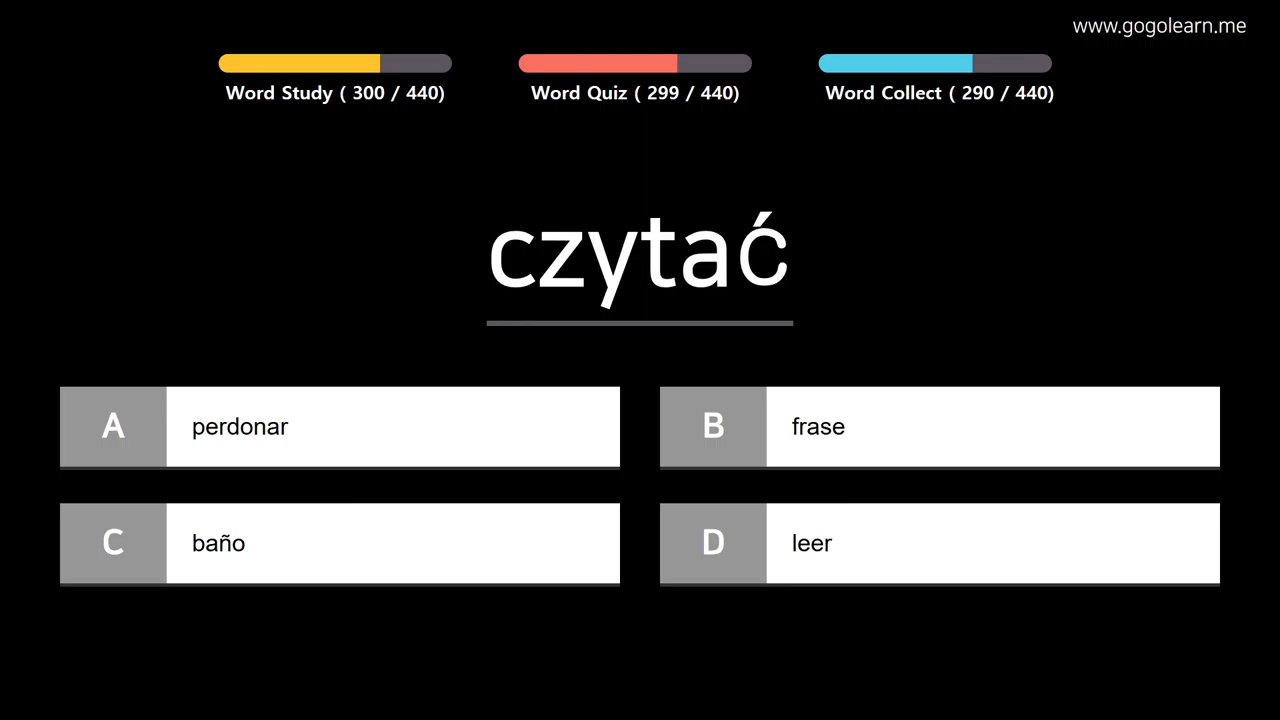 www.gogolearn.me
Word Study ( 300 / 440)
Word Quiz ( 299 / 440)
Word Collect ( 290 / 440)
czytać
A perdonar
B frase
C baño
D leer